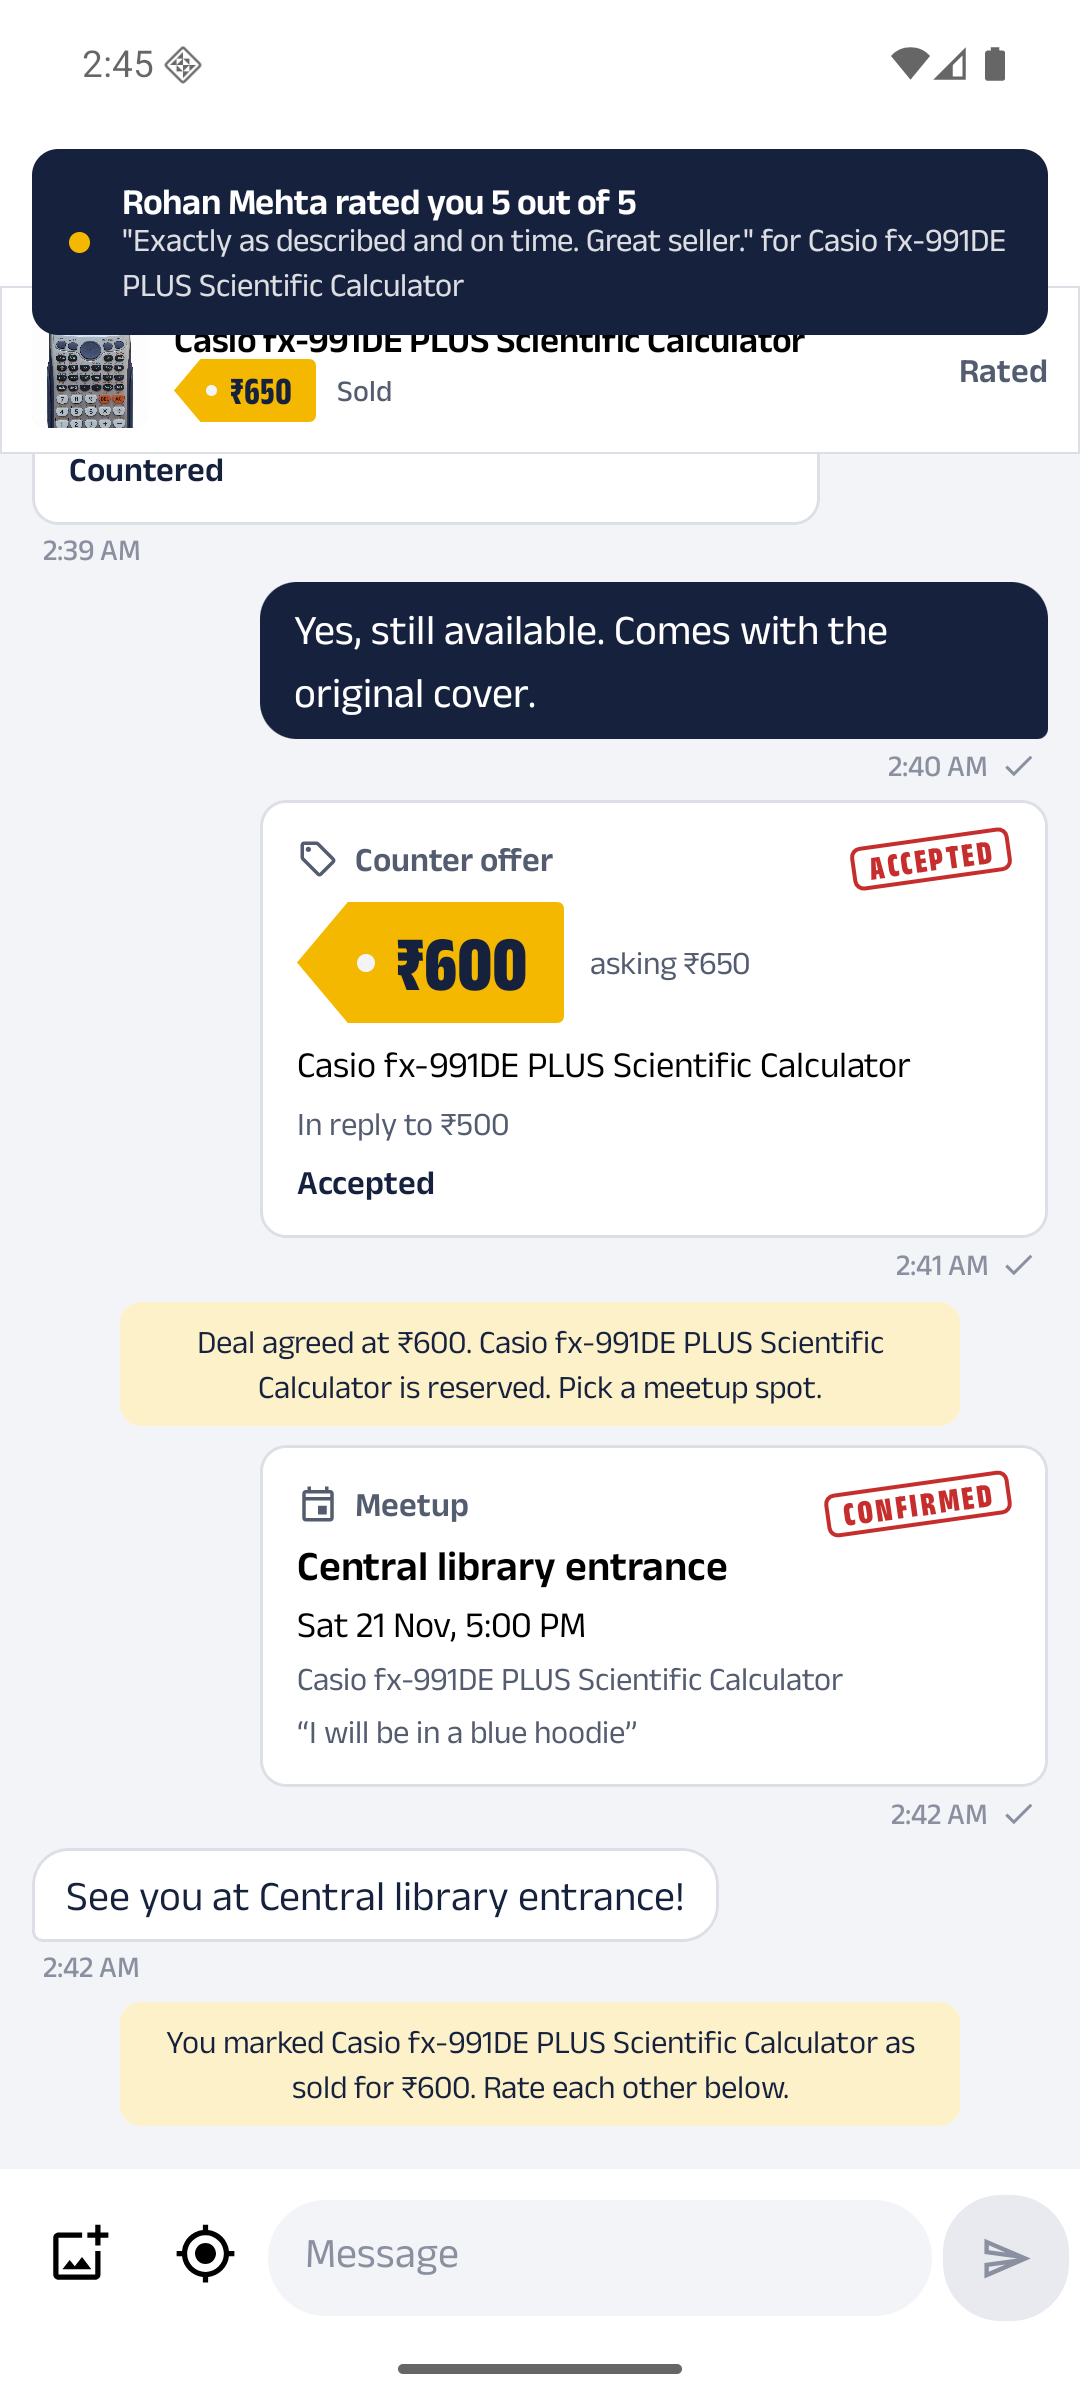 2:45
Rohan Mehta rated you 5 out of 5
"Exactly as described and on time. Great seller." for Casio fx-991DE
PLUS Scientific Calculator
Casio fx-991DE PLUS Scientific Calculator
₹650
Sold
Rated
Countered
2:39 AM
Yes, still available. Comes with the
original cover.
2:40 AM
Counter offer
ACCEPTED
₹600
asking ₹650
Casio fx-991DE PLUS Scientific Calculator
In reply to ₹500
Accepted
2:41 AM
Deal agreed at ₹600. Casio fx-991DE PLUS Scientific
Calculator is reserved. Pick a meetup spot.
Meetup
CONFIRMED
Central library entrance
Sat 21 Nov, 5:00 PM
Casio fx-991DE PLUS Scientific Calculator
“I will be in a blue hoodie”
2:42 AM
See you at Central library entrance!
2:42 AM
You marked Casio fx-991DE PLUS Scientific Calculator as
sold for ₹600. Rate each other below.
Message